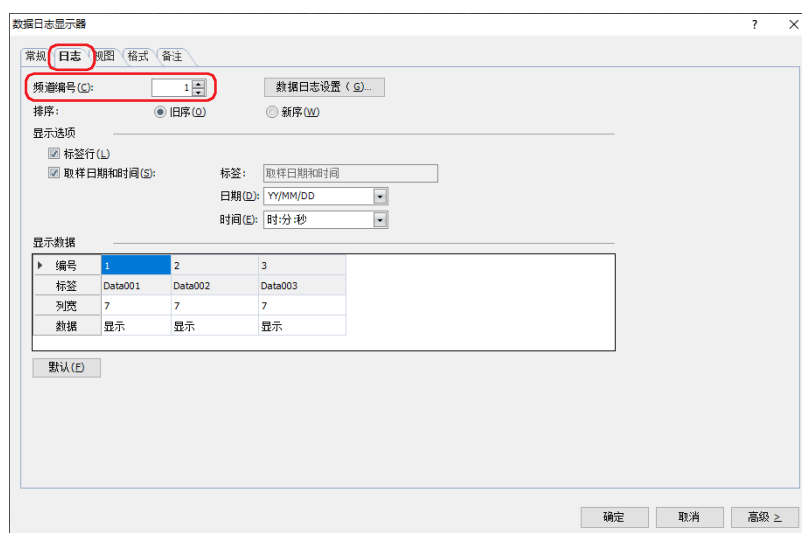 数据日志显示器 ? ×
常规 日志 视图 格式 备注
频道编号(C): 1 数据日志设置 ( G)...
排序: 旧序(O) 新序(W)
显示选项
标签行(L)
取样日期和时间(S): 标签: 取样日期和时间
日期(D): YY/MM/DD
时间(E): 时:分:秒
显示数据
编号 1 2 3
标签 Data001 Data002 Data003
列宽 7 7 7
数据 显示 显示 显示
默认(F)
确定 取消 高级 ≥